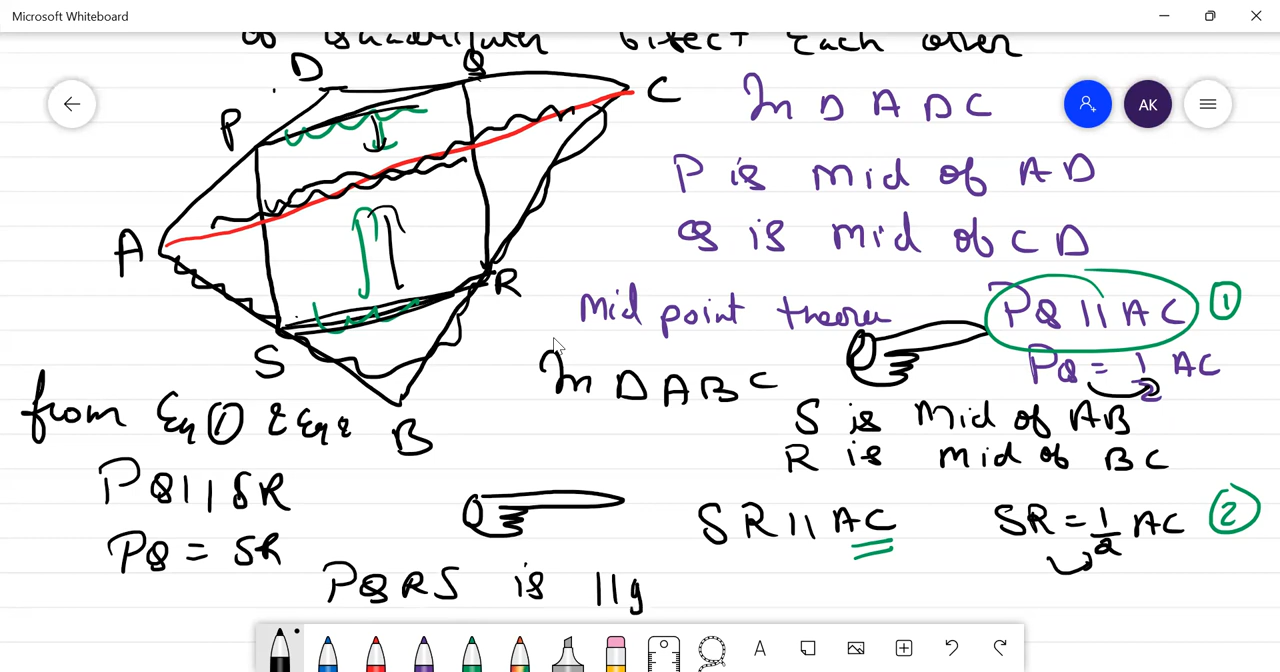 Microsoft Whiteboard
of Quadrilateral bisect Each other
D
Q
C
P
A
R
S
B
AK
In Δ ADC
P is Mid of AD
Q is Mid of CD
Mid point theorem
PQ || AC ①
PQ = 1/2 AC
In Δ ABC
S is Mid of AB
R is Mid of BC
SR || AC SR = 1/2 AC ②
from Eq ① & Eq 2
PQ || SR
PQ = SR
PQRS is ||g
A